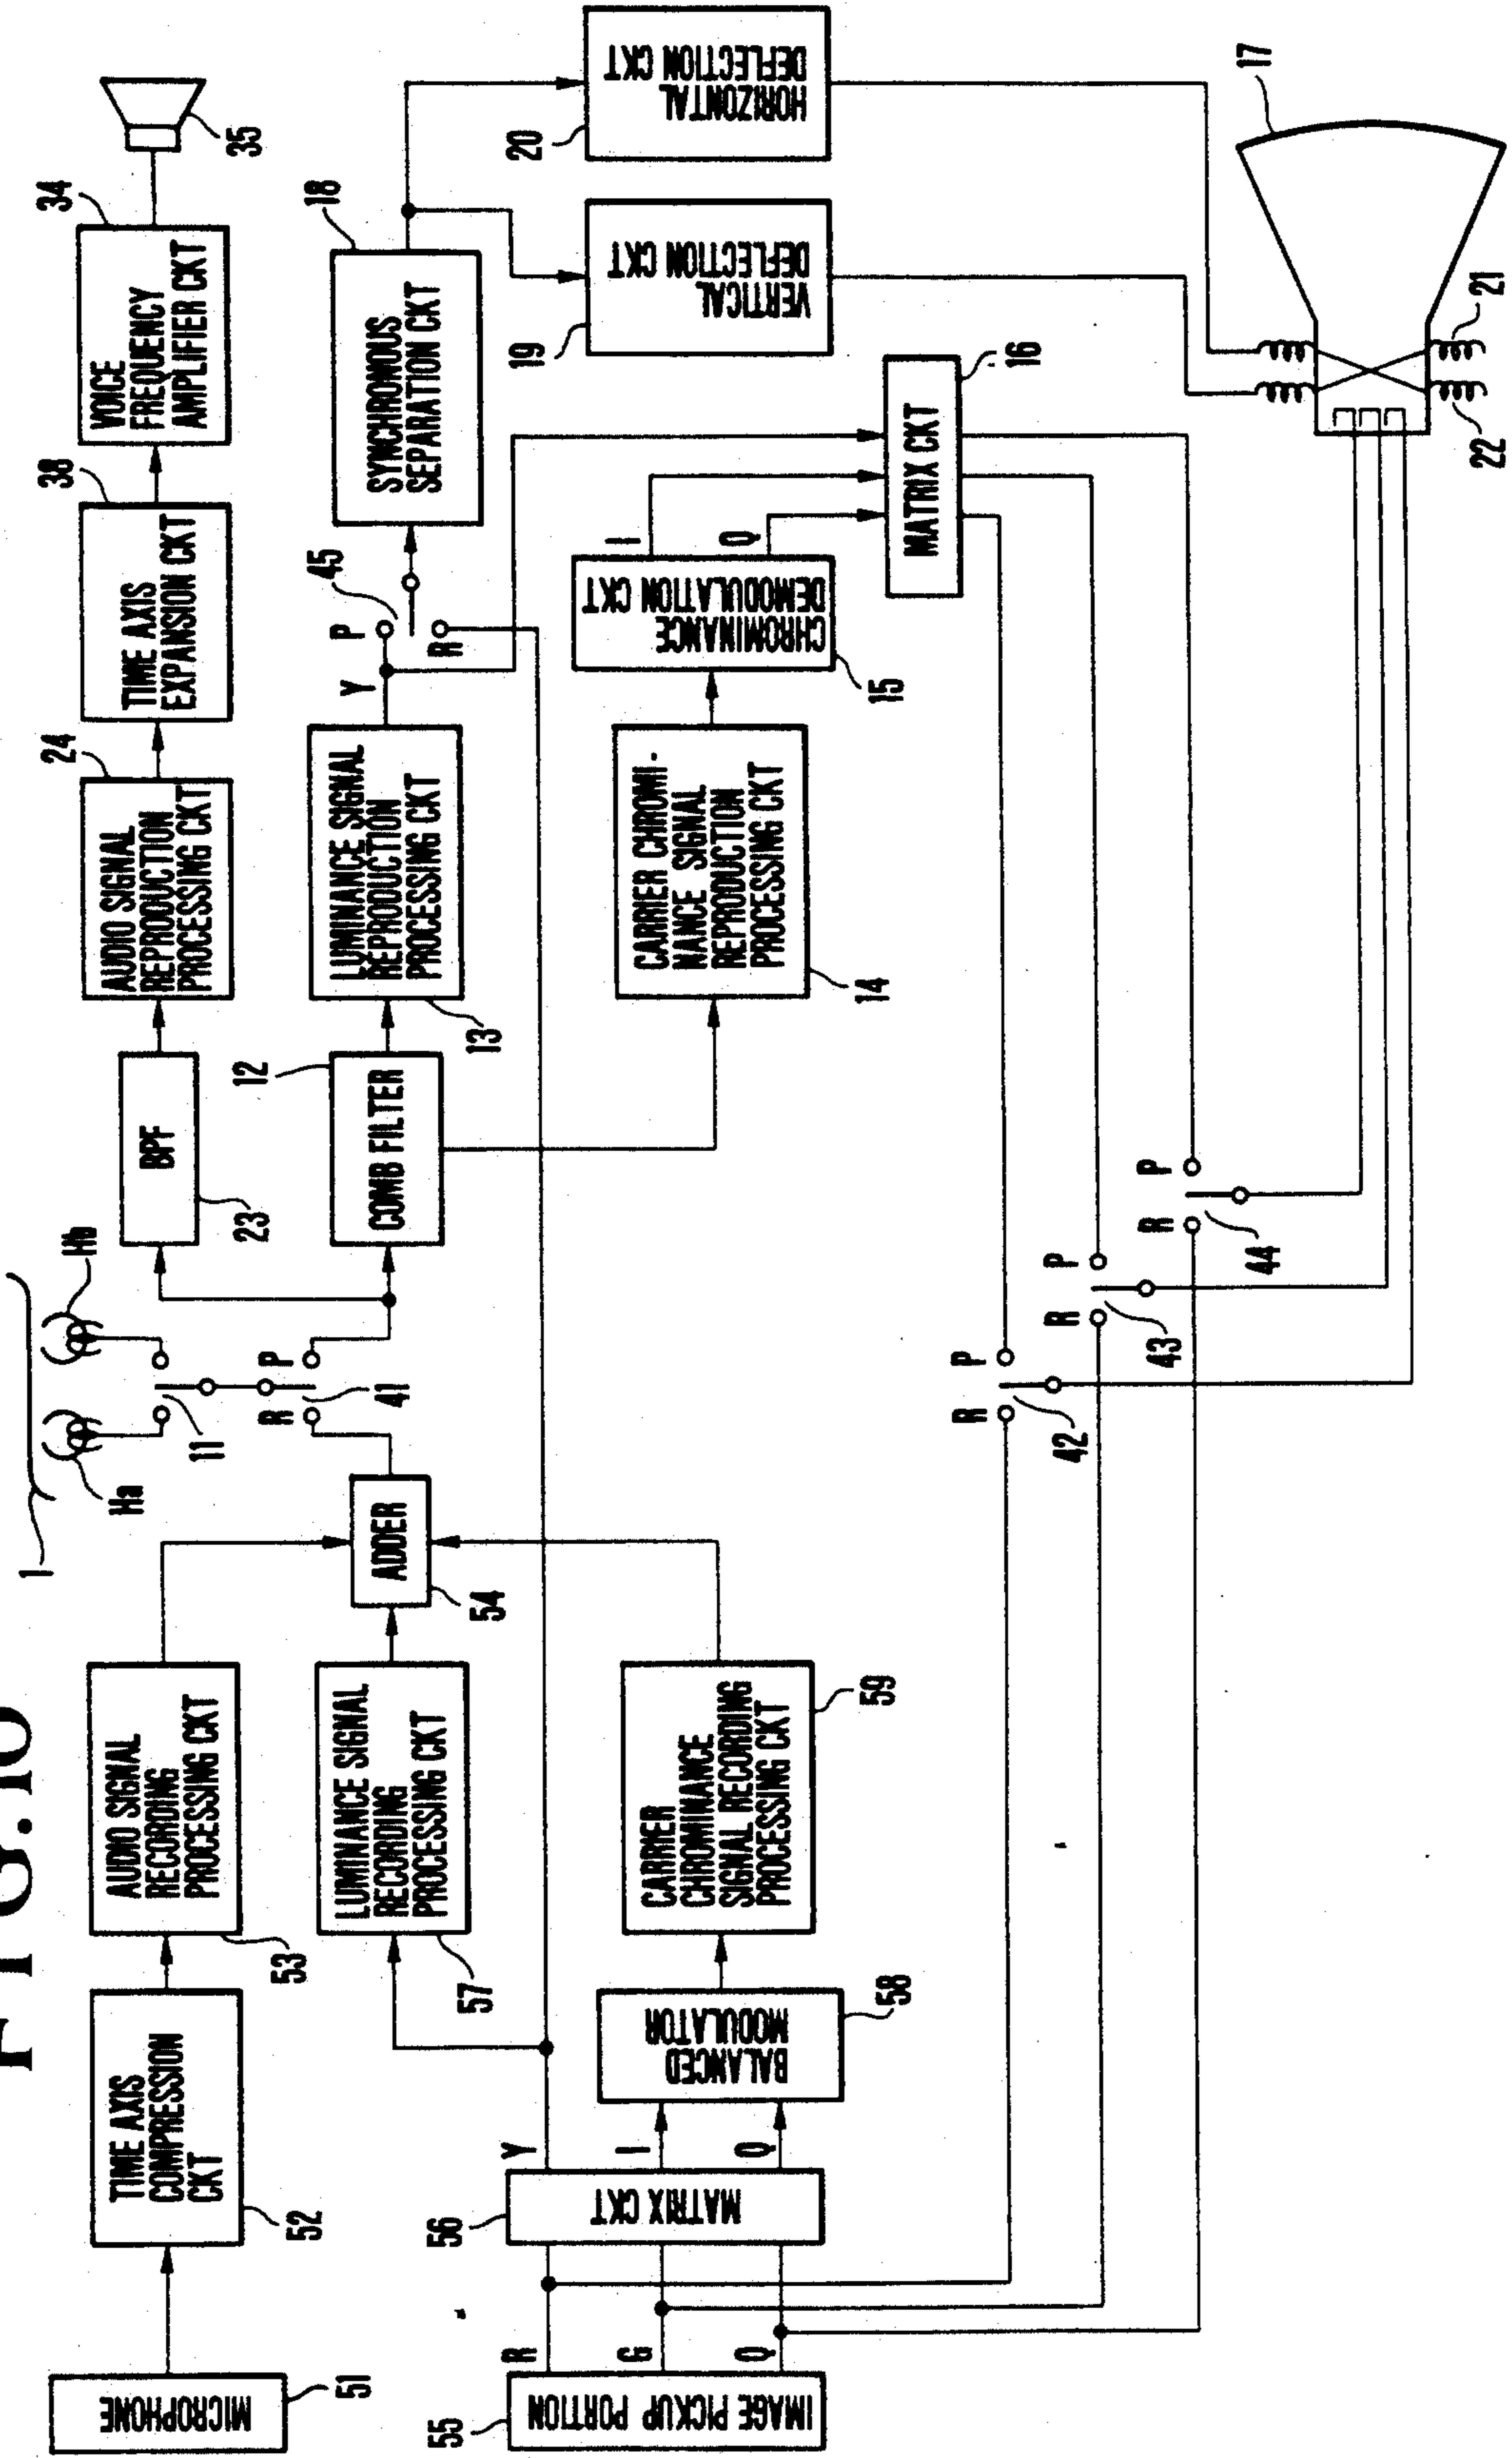 FIG.10
MICROPHONE
51
TIME AXIS
COMPRESSION
CKT
52
AUDIO SIGNAL
RECORDING
PROCESSING CKT
53
1
Ha
Hb
11
R
P
41
BPF
23
AUDIO SIGNAL
REPRODUCTION
PROCESSING CKT
24
TIME AXIS
EXPANSION CKT
38
VOICE
FREQUENCY
AMPLIFIER CKT
34
35
LUMINANCE SIGNAL
RECORDING
PROCESSING CKT
57
ADDER
54
COMB FILTER
12
LUMINANCE SIGNAL
REPRODUCTION
PROCESSING CKT
13
Y
P
R
45
SYNCHRONOUS
SEPARATION CKT
18
IMAGE PICKUP PORTION
55
R
G
Q
MATRIX CKT
56
Y
I
Q
BALANCED
MODULATOR
58
CARRIER
CHROMINANCE
SIGNAL RECORDING
PROCESSING CKT
59
CARRIER CHROMI-
NANCE SIGNAL
REPRODUCTION
PROCESSING CKT
14
CHROMINANCE
DEMODULATION CKT
15
I
Q
VERTICAL
DEFLECTION CKT
19
HORIZONTAL
DEFLECTION CKT
20
MATRIX CKT
16
R
P
42
R
P
43
R
P
44
17
21
22